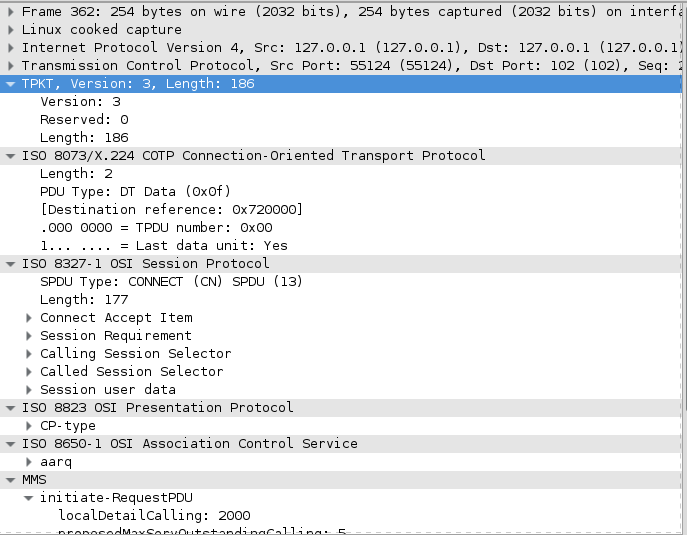 Frame 362: 254 bytes on wire (2032 bits), 254 bytes captured (2032 bits) on interfa
Linux cooked capture
Internet Protocol Version 4, Src: 127.0.0.1 (127.0.0.1), Dst: 127.0.0.1 (127.0.0.1)
Transmission Control Protocol, Src Port: 55124 (55124), Dst Port: 102 (102), Seq: 2
TPKT, Version: 3, Length: 186
Version: 3
Reserved: 0
Length: 186
ISO 8073/X.224 COTP Connection-Oriented Transport Protocol
Length: 2
PDU Type: DT Data (0x0f)
[Destination reference: 0x720000]
.000 0000 = TPDU number: 0x00
1... .... = Last data unit: Yes
ISO 8327-1 OSI Session Protocol
SPDU Type: CONNECT (CN) SPDU (13)
Length: 177
Connect Accept Item
Session Requirement
Calling Session Selector
Called Session Selector
Session user data
ISO 8823 OSI Presentation Protocol
CP-type
ISO 8650-1 OSI Association Control Service
aarq
MMS
initiate-RequestPDU
localDetailCalling: 2000
proposedMaxServOutstandingCalling: 5